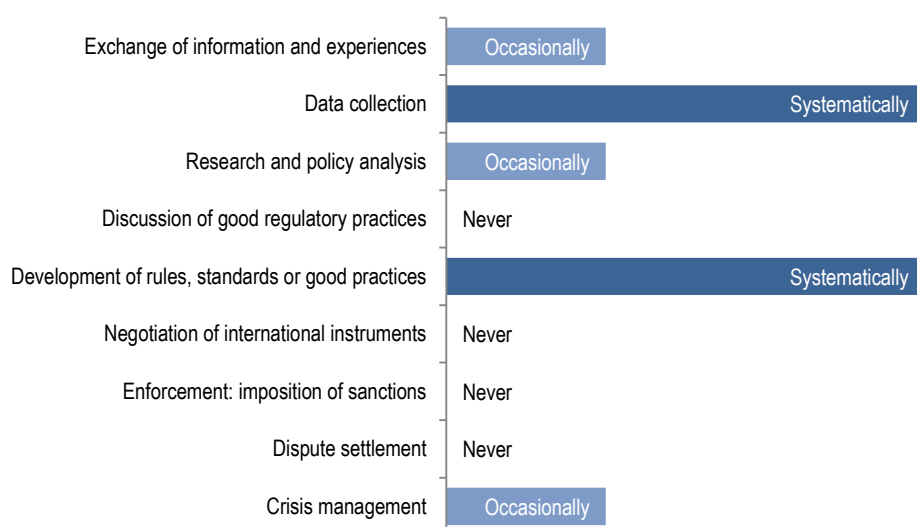 Exchange of information and experiences Occasionally
Data collection Systematically
Research and policy analysis Occasionally
Discussion of good regulatory practices Never
Development of rules, standards or good practices Systematically
Negotiation of international instruments Never
Enforcement: imposition of sanctions Never
Dispute settlement Never
Crisis management Occasionally